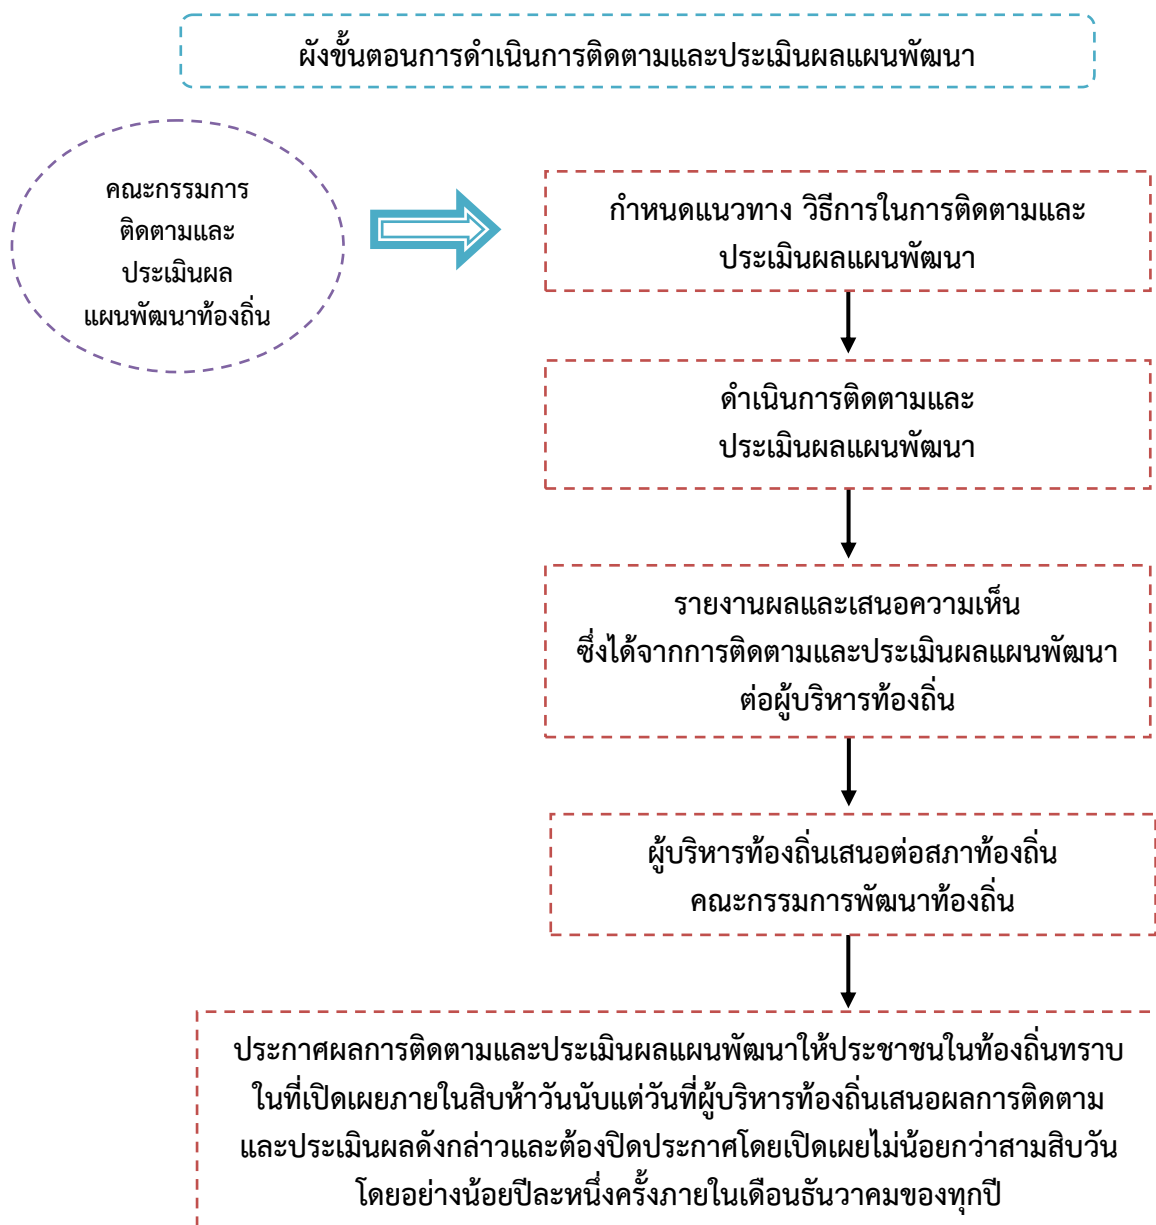 ผังขั้นตอนการดำเนินการติดตามและประเมินผลแผนพัฒนา
คณะกรรมการ
ติดตามและ
ประเมินผล
แผนพัฒนาท้องถิ่น
กำหนดแนวทาง วิธีการในการติดตามและ
ประเมินผลแผนพัฒนา
ดำเนินการติดตามและ
ประเมินผลแผนพัฒนา
รายงานผลและเสนอความเห็น
ซึ่งได้จากการติดตามและประเมินผลแผนพัฒนา
ต่อผู้บริหารท้องถิ่น
ผู้บริหารท้องถิ่นเสนอต่อสภาท้องถิ่น
คณะกรรมการพัฒนาท้องถิ่น
ประกาศผลการติดตามและประเมินผลแผนพัฒนาให้ประชาชนในท้องถิ่นทราบ
ในที่เปิดเผยภายในสิบห้าวันนับแต่วันที่ผู้บริหารท้องถิ่นเสนอผลการติดตาม
และประเมินผลดังกล่าวและต้องปิดประกาศโดยเปิดเผยไม่น้อยกว่าสามสิบวัน
โดยอย่างน้อยปีละหนึ่งครั้งภายในเดือนธันวาคมของทุกปี